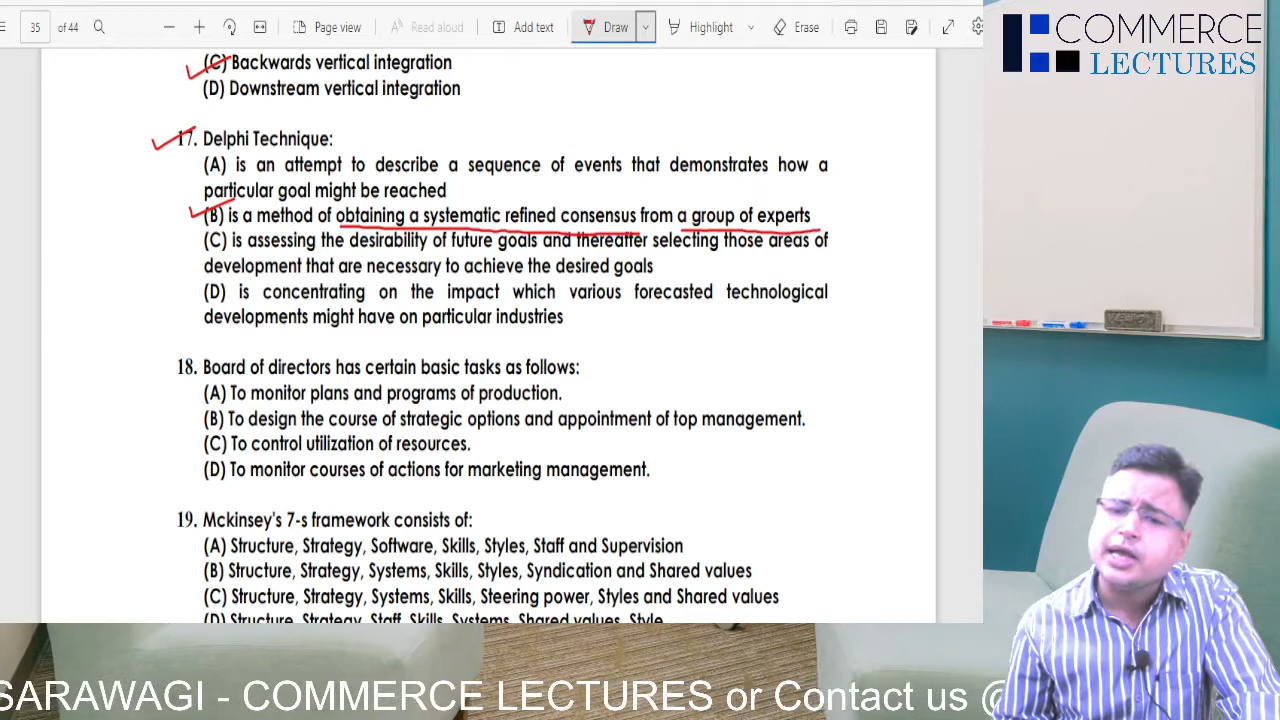 35 of 44 Page view Read aloud Add text Draw Highlight Erase
COMMERCE
LECTURES
(C) Backwards vertical integration
(D) Downstream vertical integration
17. Delphi Technique:
(A) is an attempt to describe a sequence of events that demonstrates how a
particular goal might be reached
(B) is a method of obtaining a systematic refined consensus from a group of experts
(C) is assessing the desirability of future goals and thereafter selecting those areas of
development that are necessary to achieve the desired goals
(D) is concentrating on the impact which various forecasted technological
developments might have on particular industries
18. Board of directors has certain basic tasks as follows:
(A) To monitor plans and programs of production.
(B) To design the course of strategic options and appointment of top management.
(C) To control utilization of resources.
(D) To monitor courses of actions for marketing management.
19. Mckinsey's 7-s framework consists of:
(A) Structure, Strategy, Software, Skills, Styles, Staff and Supervision
(B) Structure, Strategy, Systems, Skills, Styles, Syndication and Shared values
(C) Structure, Strategy, Systems, Skills, Steering power, Styles and Shared values
(D) Structure, Strategy, Staff, Skills, Systems, Shared values, Style
SARAWAGI - COMMERCE LECTURES or Contact us @